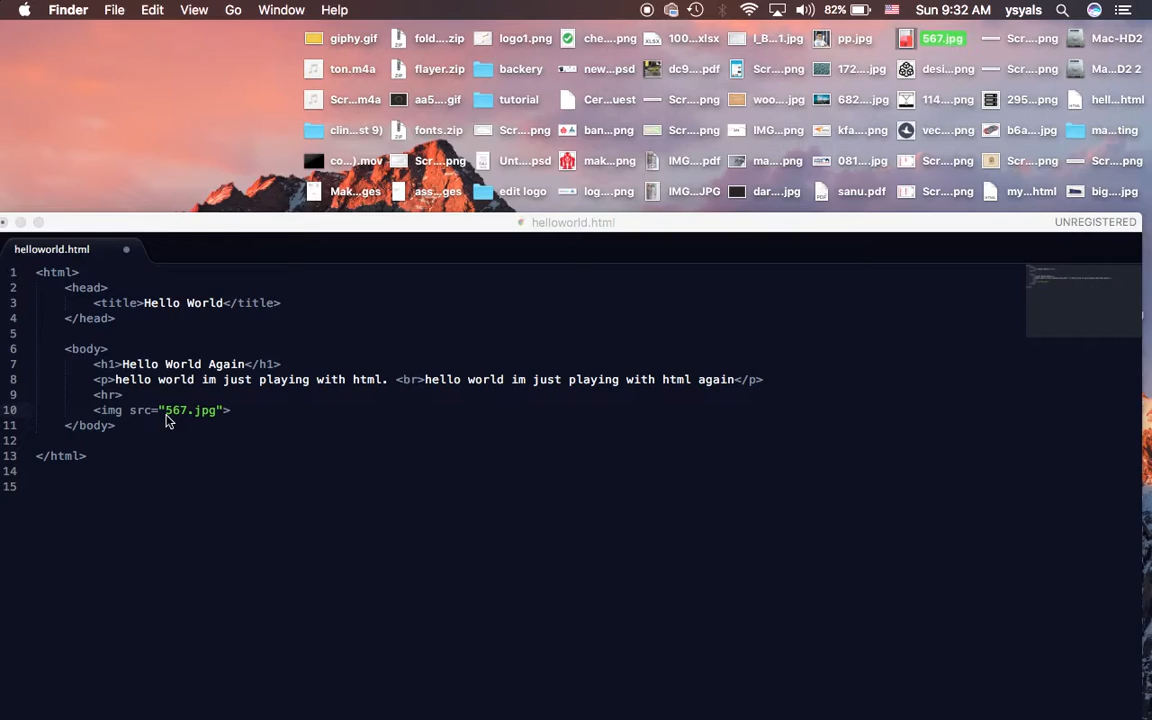 Finder File Edit View Go Window Help 82% Sun 9:32 AM ysyals
giphy.gif fold....zip logo1.png che....png 100...xlsx I_B...1.jpg pp.jpg 567.jpg Scr....png Mac-HD2
ton.m4a flayer.zip backery new...psd dc9....pdf Scr....png 172....jpg desi...png Scr....png Ma...D2 2
Scr...m4a aa5....gif tutorial Cer...uest Scr....png woo....jpg 682....jpg 114....png 295...png hell...html
clin...st 9) fonts.zip Scr....png ban...png Scr....png IMG...png kfa....png vec....png b6a...jpg ma...ting
co...).mov Scr....png Unt...psd mak...png IMG...pdf ma....png 081....jpg Scr....png Scr....png Scr....png
Mak...ges ass...ges edit logo log....png IMG...JPG dar....jpg sanu.pdf Scr....png my...html big....jpg
helloworld.html UNREGISTERED
helloworld.html
1 <html>
2 <head>
3 <title>Hello World</title>
4 </head>
5
6 <body>
7 <h1>Hello World Again</h1>
8 <p>hello world im just playing with html. <br>hello world im just playing with html again</p>
9 <hr>
10 <img src="567.jpg">
11 </body>
12
13 </html>
14
15